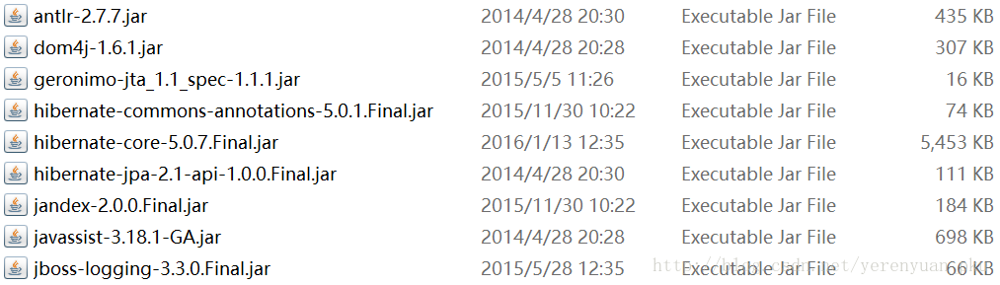 antlr-2.7.7.jar 2014/4/28 20:30 Executable Jar File 435 KB
dom4j-1.6.1.jar 2014/4/28 20:28 Executable Jar File 307 KB
geronimo-jta_1.1_spec-1.1.1.jar 2015/5/5 11:26 Executable Jar File 16 KB
hibernate-commons-annotations-5.0.1.Final.jar 2015/11/30 10:22 Executable Jar File 74 KB
hibernate-core-5.0.7.Final.jar 2016/1/13 12:35 Executable Jar File 5,453 KB
hibernate-jpa-2.1-api-1.0.0.Final.jar 2014/4/28 20:30 Executable Jar File 111 KB
jandex-2.0.0.Final.jar 2015/11/30 10:22 Executable Jar File 184 KB
javassist-3.18.1-GA.jar 2014/4/28 20:28 Executable Jar File 698 KB
jboss-logging-3.3.0.Final.jar 2015/5/28 12:35 Executable Jar File 66 KB